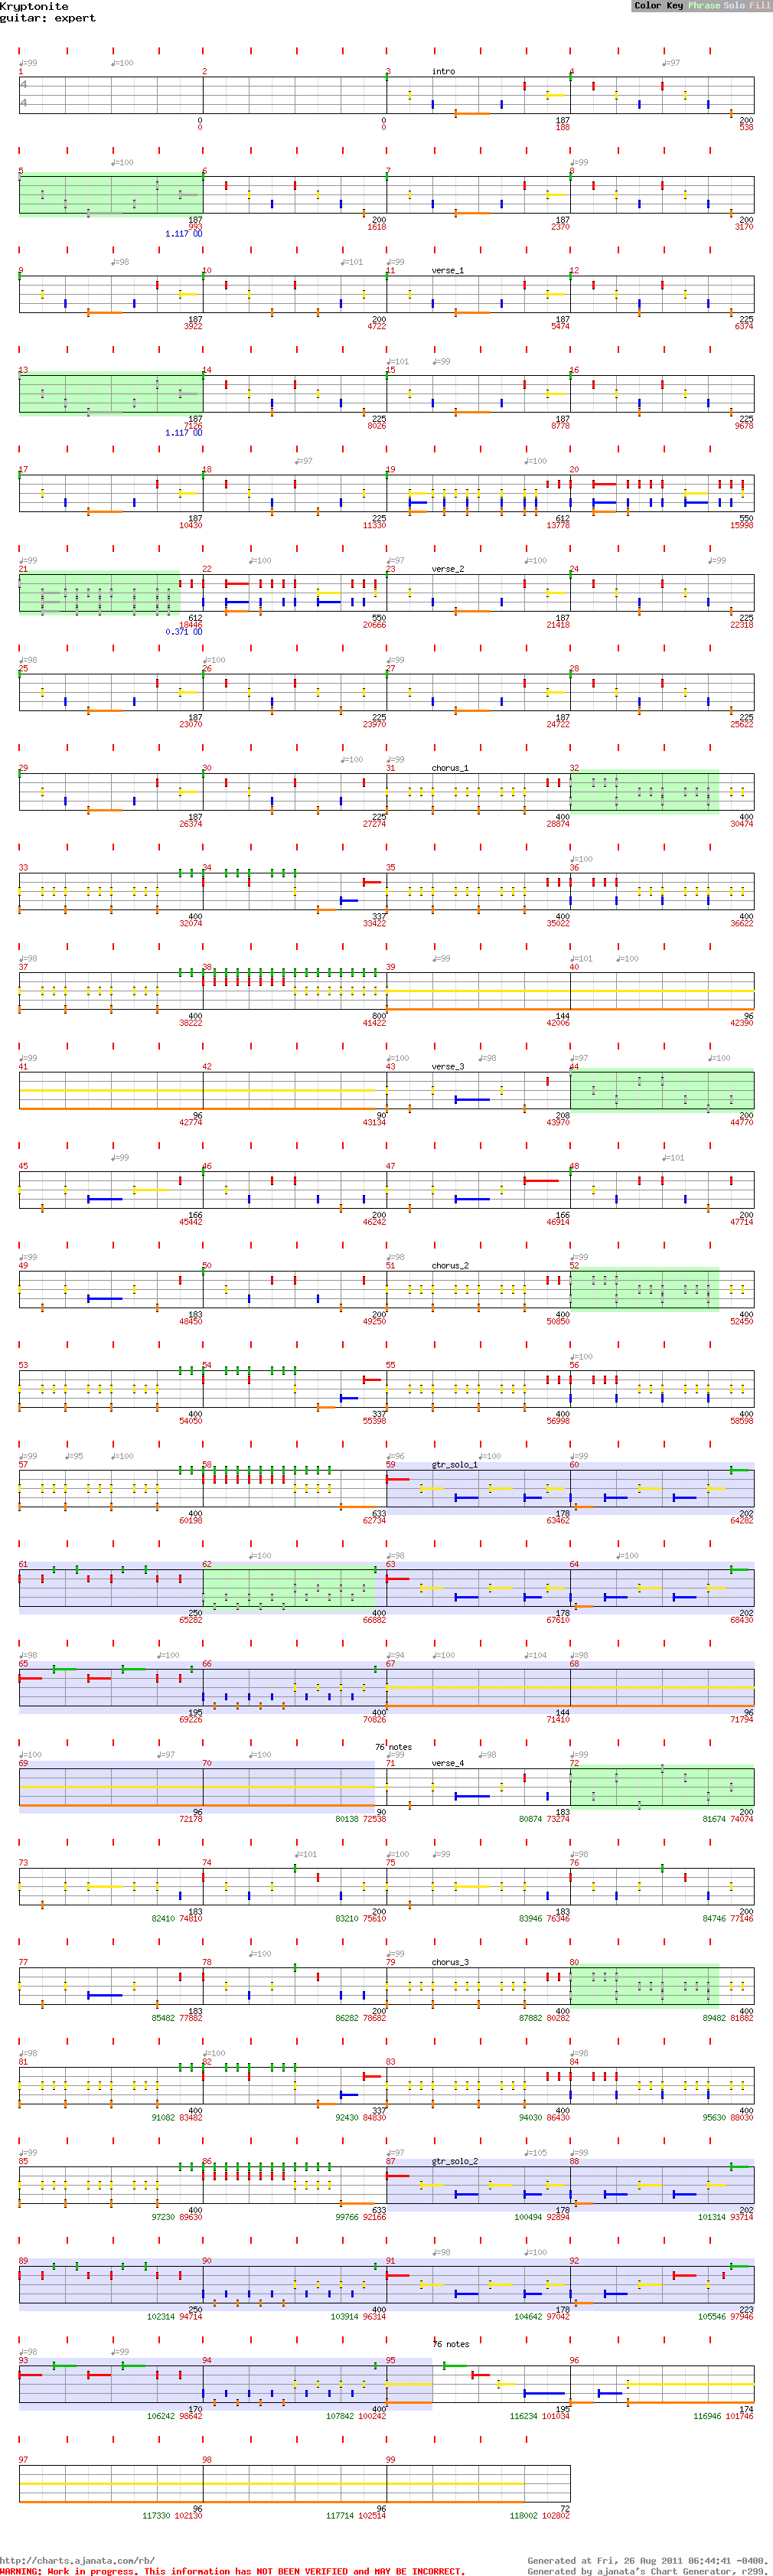 Kryptonite
Color Key Phrase Solo Fill
guitar: expert
♩=99 ♩=100 ♩=97
1 2 3 intro 4
4
4
0 0 187 200
0 0 188 538
♩=100 ♩=99
5 6 7 8
187 200 187 200
993 1618 2370 3170
1.117 OD
♩=98 ♩=101 ♩=99
9 10 11 verse_1 12
187 200 187 225
3922 4722 5474 6374
♩=101 ♩=99
13 14 15 16
187 225 187 225
7126 8026 8778 9678
1.117 OD
♩=97 ♩=100
17 18 19 20
187 225 612 550
10430 11330 13778 15998
♩=99 ♩=100 ♩=97 ♩=100 ♩=99
21 22 23 verse_2 24
612 550 187 225
18446 20666 21418 22318
0.371 OD
♩=98 ♩=100 ♩=99
25 26 27 28
187 225 187 225
23070 23970 24722 25622
♩=100 ♩=99
29 30 31 chorus_1 32
187 225 400 400
26374 27274 28874 30474
♩=100
33 34 35 36
400 337 400 400
32074 33422 35022 36622
♩=98 ♩=99 ♩=101 ♩=100
37 38 39 40
400 800 144 96
38222 41422 42006 42390
♩=99 ♩=100 ♩=98 ♩=97 ♩=100
41 42 43 verse_3 44
96 90 208 200
42774 43134 43970 44770
♩=99 ♩=101
45 46 47 48
166 200 166 200
45442 46242 46914 47714
♩=99 ♩=98 ♩=99
49 50 51 chorus_2 52
183 200 400 400
48450 49250 50850 52450
♩=100
53 54 55 56
400 337 400 400
54050 55398 56998 58598
♩=99 ♩=95 ♩=100 ♩=96 ♩=100 ♩=99
57 58 59 gtr_solo_1 60
400 633 178 202
60198 62734 63462 64282
♩=100 ♩=98 ♩=100
61 62 63 64
250 400 178 202
65282 66882 67610 68430
♩=98 ♩=100 ♩=94 ♩=100 ♩=104 ♩=98
65 66 67 68
195 400 144 96
69226 70826 71410 71794
76 notes
♩=100 ♩=97 ♩=100 ♩=99 ♩=98 ♩=99
69 70 71 verse_4 72
96 90 183 200
72178 80138 72538 80874 73274 81674 74074
♩=101 ♩=100 ♩=99 ♩=98
73 74 75 76
183 200 183 200
82410 74810 83210 75610 83946 76346 84746 77146
♩=100 ♩=99
77 78 79 chorus_3 80
183 200 400 400
85482 77882 86282 78682 87882 80282 89482 81882
♩=98 ♩=100 ♩=98
81 82 83 84
400 337 400 400
91082 83482 92430 84830 94030 86430 95630 88030
♩=99 ♩=97 ♩=105 ♩=99
85 86 87 gtr_solo_2 88
400 633 178 202
97230 89630 99766 92166 100494 92894 101314 93714
♩=98 ♩=100
89 90 91 92
250 400 178 223
102314 94714 103914 96314 104642 97042 105546 97946
76 notes
♩=98 ♩=99
93 94 95 96
170 400 195 174
106242 98642 107842 100242 116234 101034 116946 101746
97 98 99
96 96 72
117330 102130 117714 102514 118002 102802
http://charts.ajanata.com/rb/ Generated at Fri, 26 Aug 2011 06:44:41 -0400.
WARNING: Work in progress. This information has NOT BEEN VERIFIED and MAY BE INCORRECT. Generated by ajanata's Chart Generator, r299.